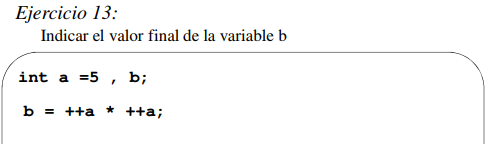 Ejercicio 13:
Indicar el valor final de la variable b
int a =5 , b;
b = ++a * ++a;